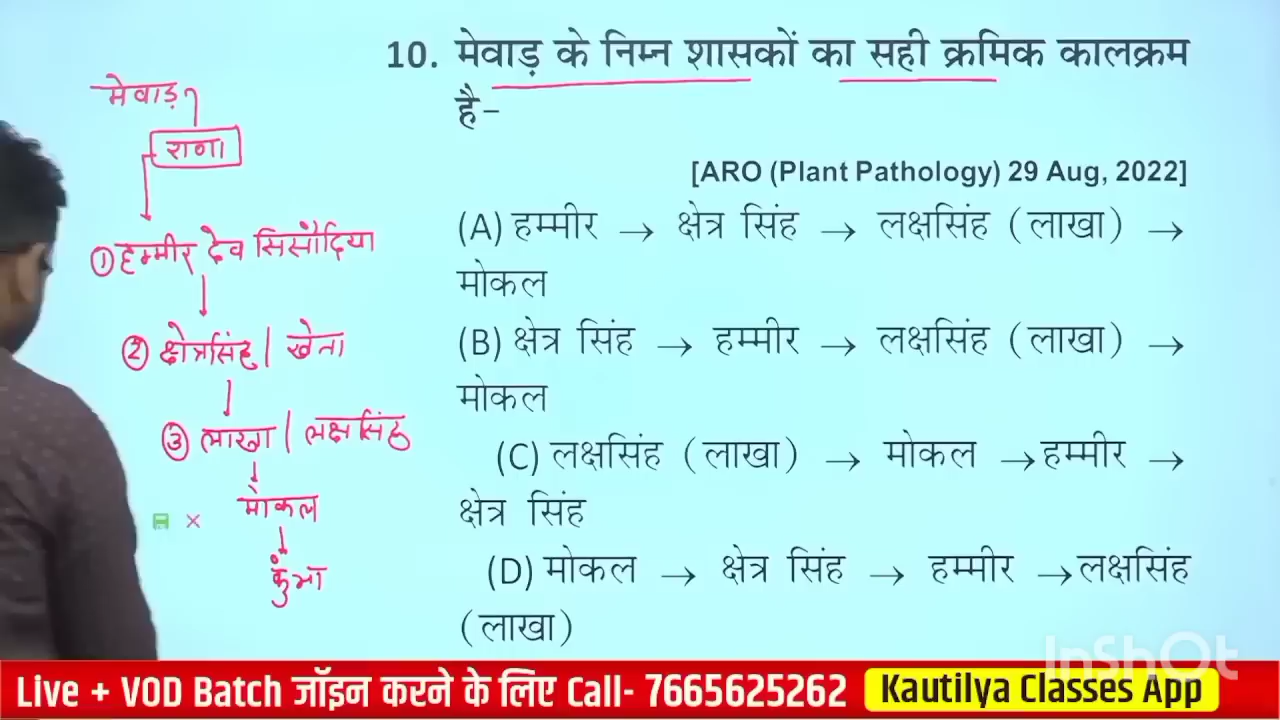 10. मेवाड़ के निम्न शासकों का सही क्रमिक कालक्रम
है-
[ARO (Plant Pathology) 29 Aug, 2022]
(A) हम्मीर → क्षेत्र सिंह → लक्षसिंह (लाखा) →
मोकल
(B) क्षेत्र सिंह → हम्मीर → लक्षसिंह (लाखा) →
मोकल
(C) लक्षसिंह (लाखा) → मोकल → हम्मीर →
क्षेत्र सिंह
(D) मोकल → क्षेत्र सिंह → हम्मीर → लक्षसिंह
(लाखा)
मेवाड़
राणा
① हम्मीर देव सिसौदिया
② क्षेत्रसिंह / खेता
③ लाखा / लक्षसिंह
मोकल
कुंभा
InShOt
Live + VOD Batch जॉइन करने के लिए Call- 7665625262
Kautilya Classes App